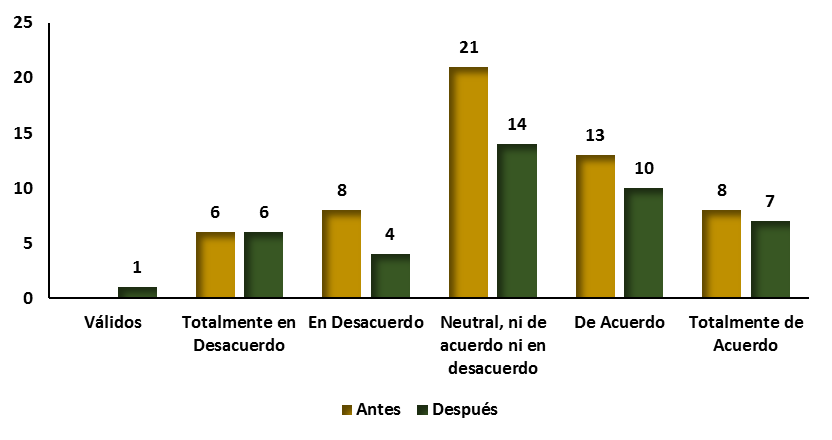 25
20
15
10
5
0
1
6
6
8
4
21
14
13
10
8
7
Válidos
Totalmente en
Desacuerdo
En Desacuerdo
Neutral, ni de
acuerdo ni en
desacuerdo
De Acuerdo
Totalmente de
Acuerdo
Antes
Después